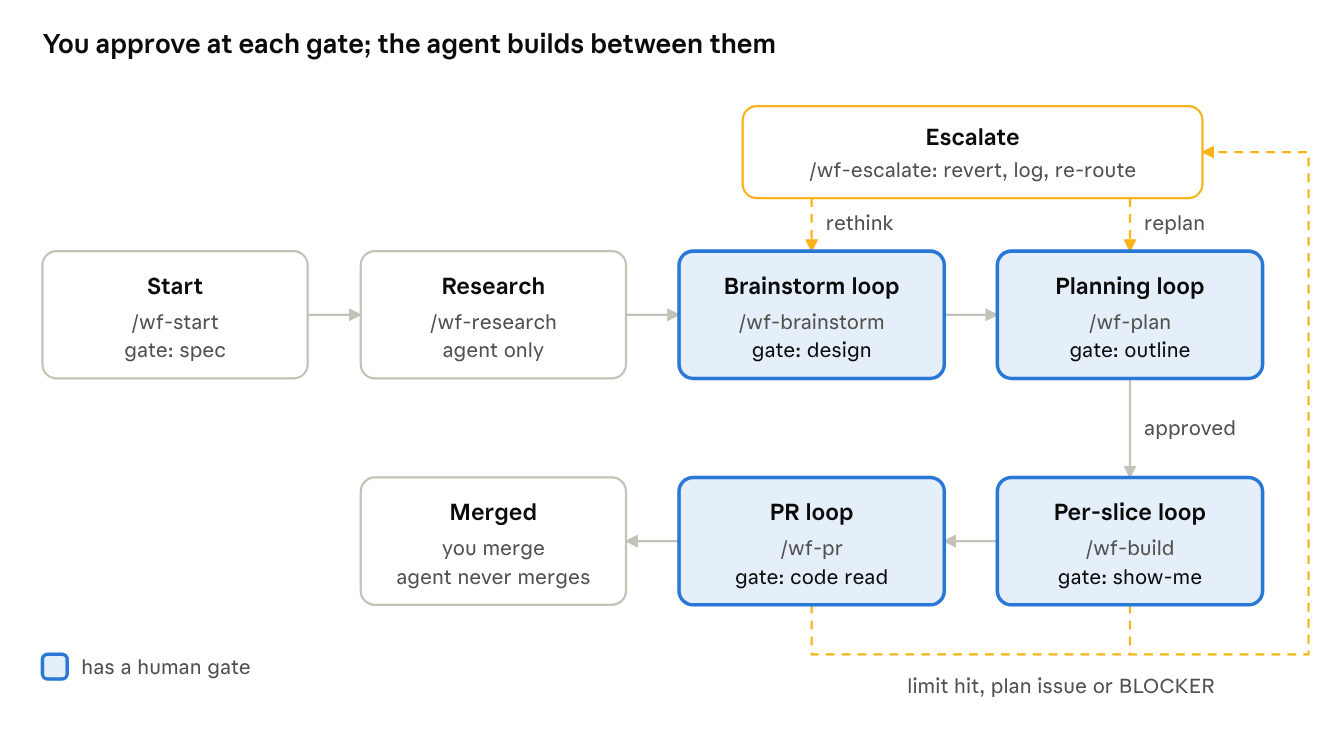 You approve at each gate; the agent builds between them
Escalate
/wf-escalate: revert, log, re-route
rethink
replan
Start
/wf-start
gate: spec
Research
/wf-research
agent only
Brainstorm loop
/wf-brainstorm
gate: design
Planning loop
/wf-plan
gate: outline
approved
Merged
you merge
agent never merges
PR loop
/wf-pr
gate: code read
Per-slice loop
/wf-build
gate: show-me
has a human gate
limit hit, plan issue or BLOCKER